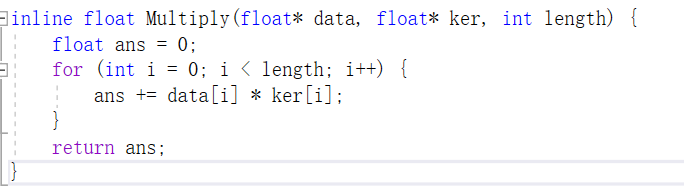 inline float Multiply(float* data, float* ker, int length) {
    float ans = 0;
    for (int i = 0; i < length; i++) {
        ans += data[i] * ker[i];
    }
    return ans;
}